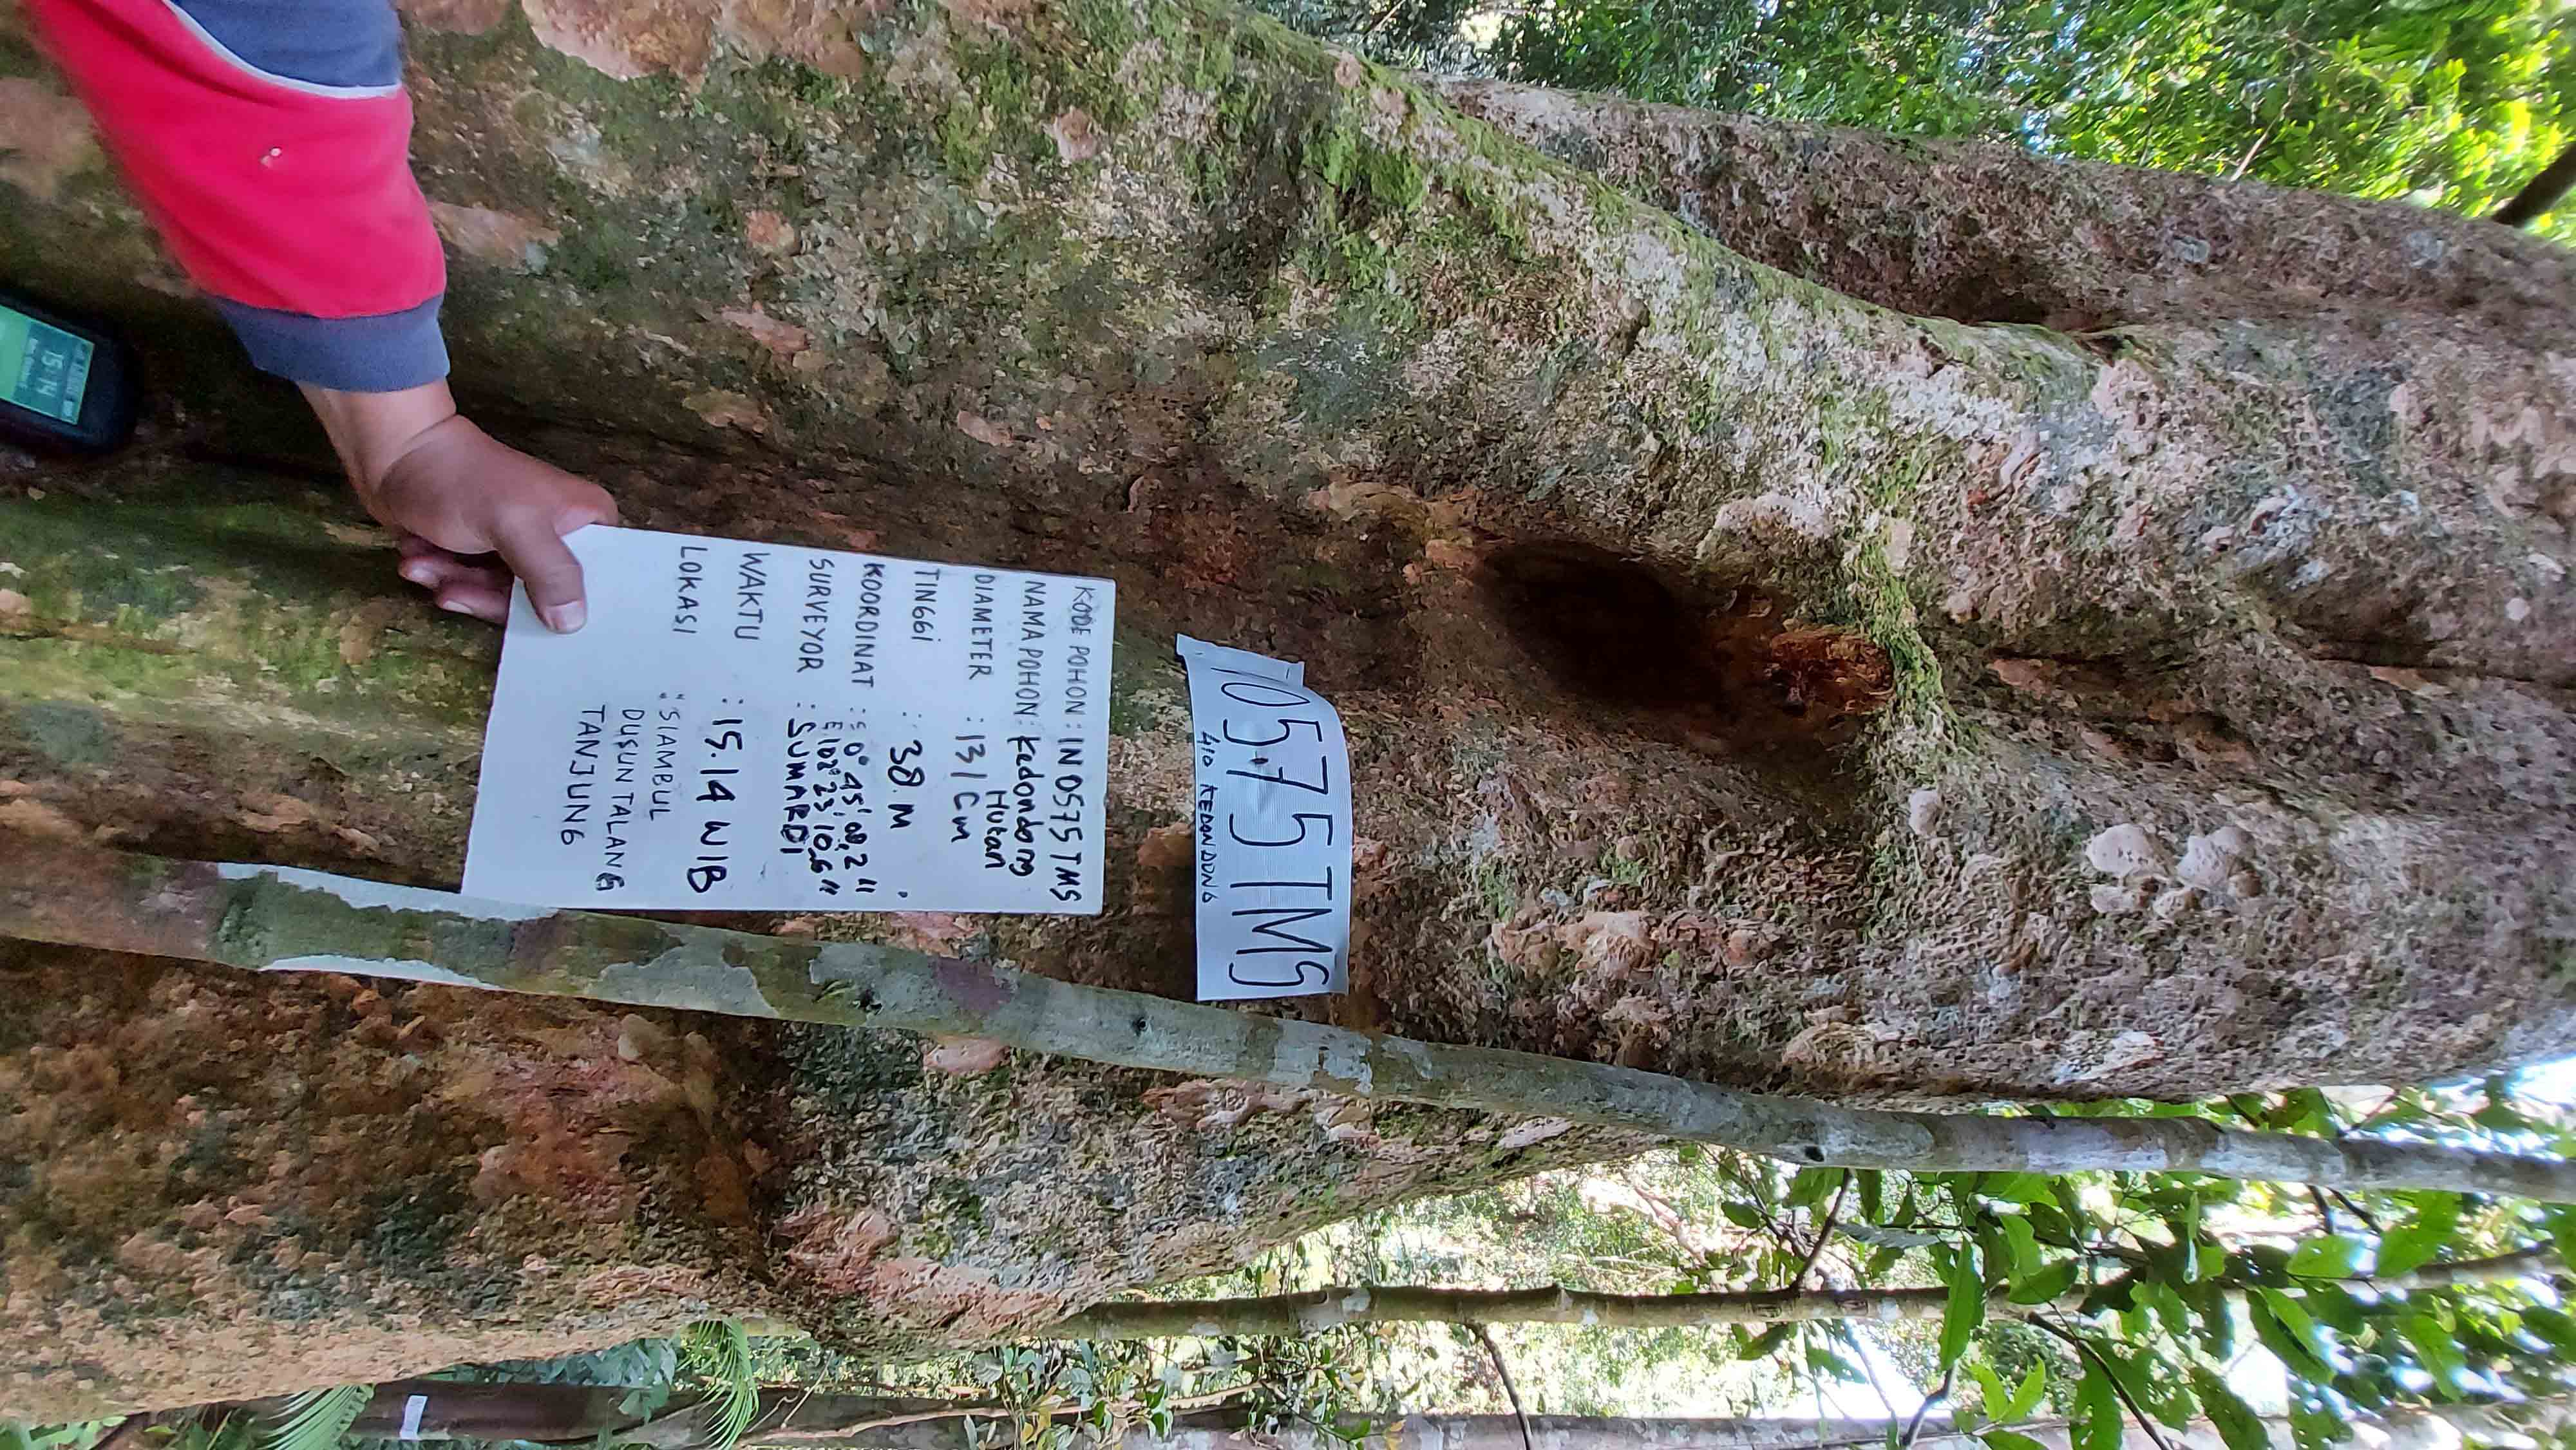 KODE POHON : IN 0575 TMS
NAMA POHON : Kedondong
Hutan
DIAMETER : 131 Cm
TINGGI : 38 M
KOORDINAT : S 0° 45' 08,2"
E 102° 23' 10,6"
SURVEYOR : SUMARDI
WAKTU : 15.14 WIB
LOKASI : SIAMBUL
DUSUN TALANG
TANJUNG
0575 TMS
410 KEDONDONG
15:14